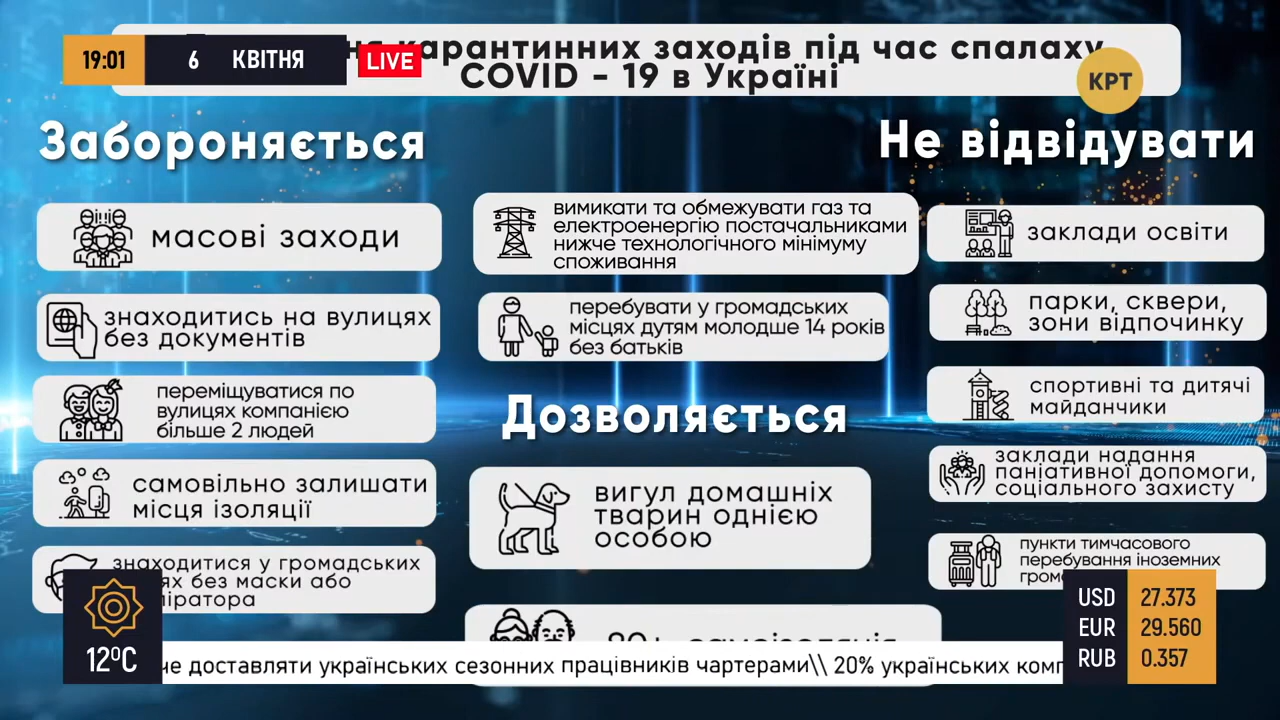 19:01
6 КВІТНЯ
LIVE
карантинних заходів під час спалаху
COVID - 19 в Україні
КРТ
Забороняється
масові заходи
знаходитись на вулицях
без документів
переміщуватися по
вулицях компанією
більше 2 людей
самовільно залишати
місця ізоляції
знаходитися у громадських
без маски або
вимикати та обмежувати газ та
електроенергію постачальниками
нижче технологічного мінімуму
споживання
перебувати у громадських
місцях дутям молодше 14 років
без батьків
Дозволяється
вигул домашніх
тварин однією
особою
Не відвідувати
заклади освіти
парки, сквери,
зони відпочинку
спортивні та дитячі
майданчики
заклади надання
паніативної допомоги,
соціального захисту
пункти тимчасового
перебування іноземних
12°C
доставляти українських сезонних працівників чартерами\\ 20% українських
USD 27.373
EUR 29.560
RUB 0.357